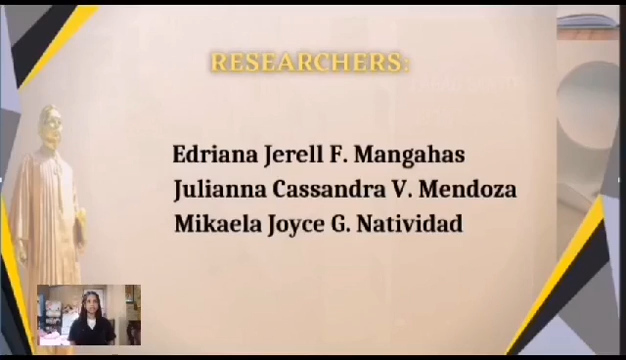 RESEARCHERS:
Edriana Jerell F. Mangahas
Julianna Cassandra V. Mendoza
Mikaela Joyce G. Natividad